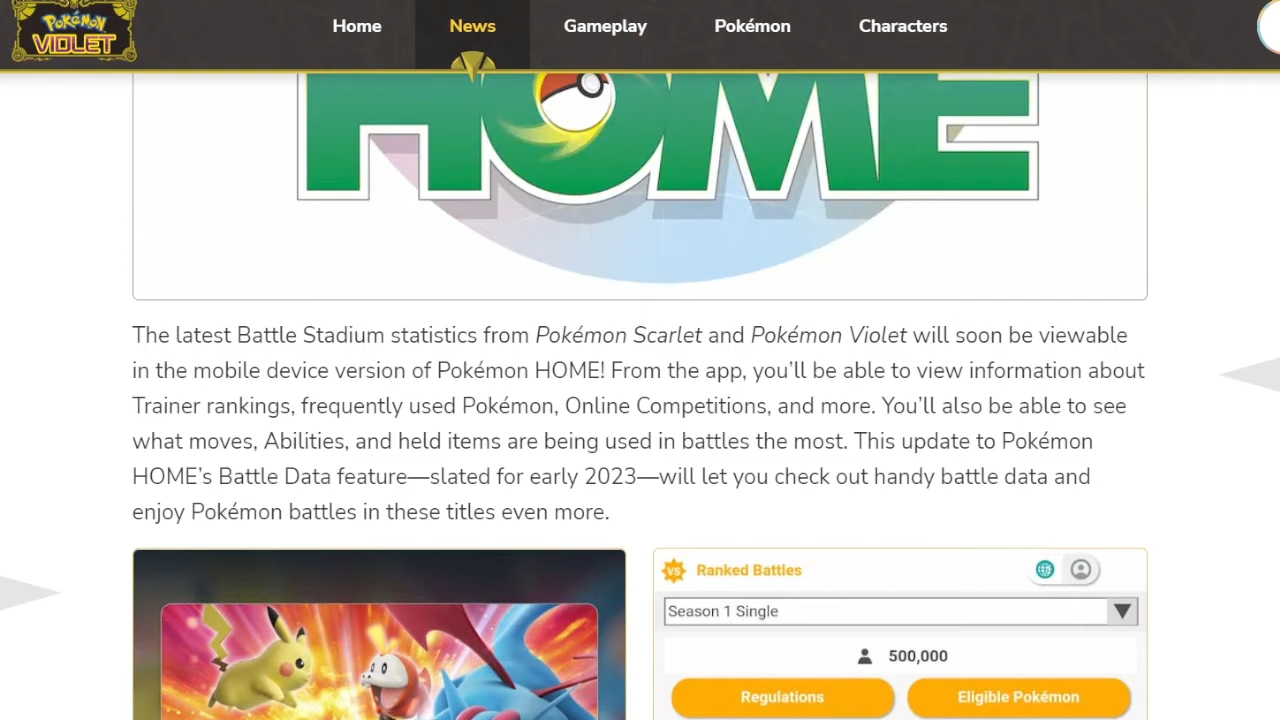 Pokémon
VIOLET
Home
News
Gameplay
Pokémon
Characters
HOME
The latest Battle Stadium statistics from Pokémon Scarlet and Pokémon Violet will soon be viewable
in the mobile device version of Pokémon HOME! From the app, you’ll be able to view information about
Trainer rankings, frequently used Pokémon, Online Competitions, and more. You’ll also be able to see
what moves, Abilities, and held items are being used in battles the most. This update to Pokémon
HOME’s Battle Data feature—slated for early 2023—will let you check out handy battle data and
enjoy Pokémon battles in these titles even more.
VS Ranked Battles
Season 1 Single
500,000
Regulations
Eligible Pokémon